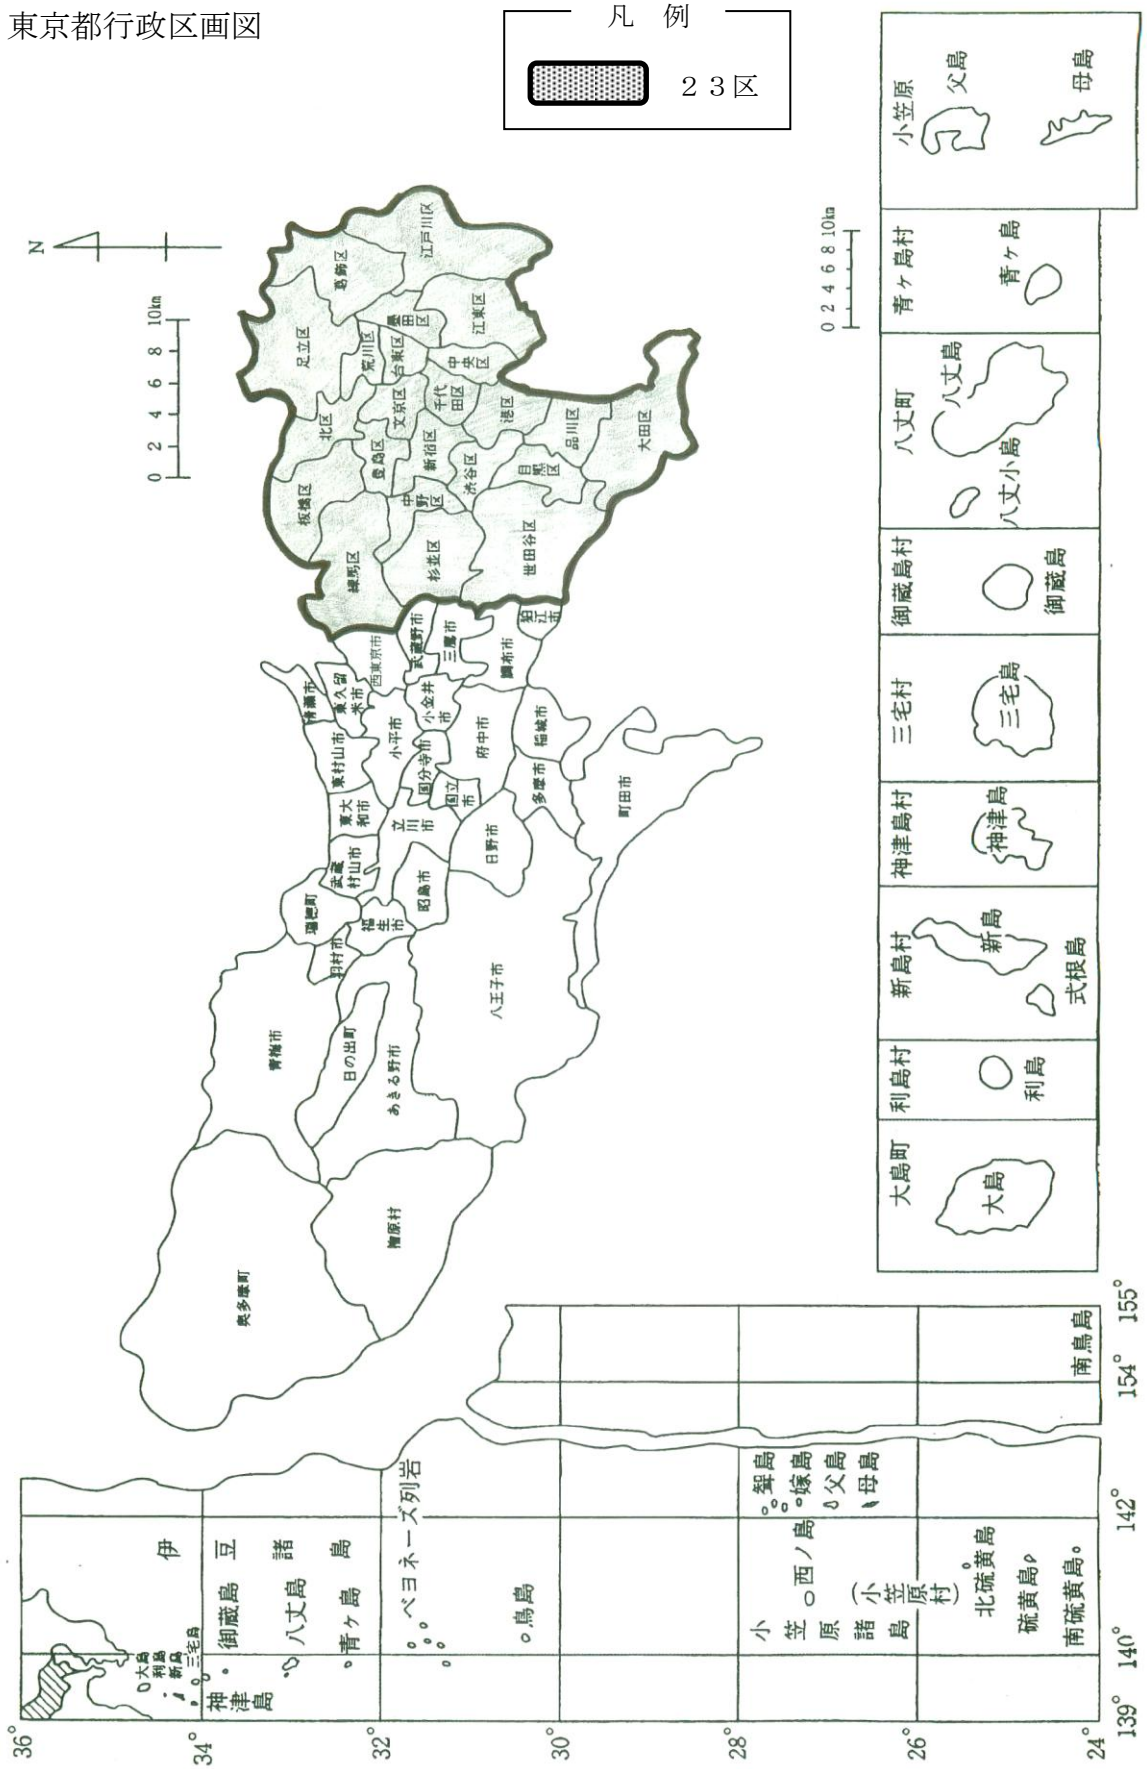 東京都行政区画図
凡 例
２３区
N
0 2 4 6 8 10km
足立区
葛飾区
江戸川区
荒川区
墨田区
台東区
江東区
中央区
北区
文京区
千代田区
港区
板橋区
豊島区
新宿区
渋谷区
品川区
目黒区
大田区
練馬区
中野区
杉並区
世田谷区
西東京市
武蔵野市
三鷹市
狛江市
調布市
清瀬市
東久留米市
小金井市
東村山市
小平市
国分寺市
府中市
稲城市
東大和市
立川市
国立市
多摩市
町田市
日野市
武蔵村山市
昭島市
瑞穂町
福生市
羽村市
八王子市
青梅市
日の出町
あきる野市
奥多摩町
檜原村
0 2 4 6 8 10km
大島町
大島
利島村
利島
新島村
新島
式根島
神津島村
神津島
三宅村
三宅島
御蔵島村
御蔵島
八丈町
八丈島
八丈小島
青ヶ島村
青ヶ島
小笠原
父島
母島
36°
34°
32°
30°
28°
26°
24°
139°
140°
142°
154°
155°
伊豆諸島
大島
利島
新島
三宅島
神津島
御蔵島
八丈島
青ヶ島
ベヨネーズ列岩
鳥島
小笠原諸島
(小笠原村)
聟島
嫁島
父島
母島
西ノ島
北硫黄島
硫黄島
南硫黄島
南鳥島